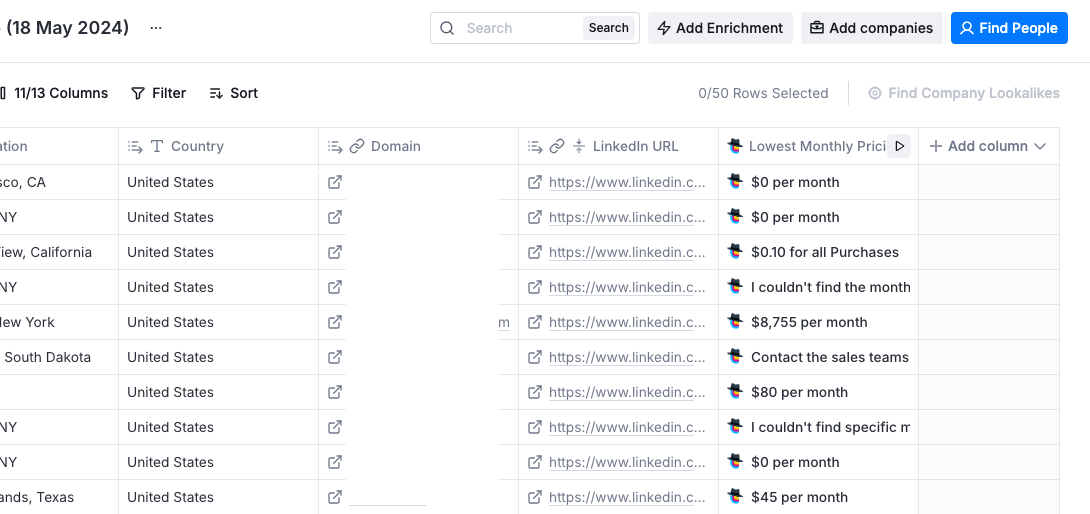 (18 May 2024) ...
Search Search Add Enrichment Add companies Find People
11/13 Columns Filter Sort 0/50 Rows Selected Find Company Lookalikes
ation Country Domain LinkedIn URL Lowest Monthly Prici Add column
sco, CA United States https://www.linkedin.c... $0 per month
NY United States https://www.linkedin.c... $0 per month
iew, California United States https://www.linkedin.c... $0.10 for all Purchases
NY United States https://www.linkedin.c... I couldn't find the month
New York United States m https://www.linkedin.c... $8,755 per month
South Dakota United States https://www.linkedin.c... Contact the sales teams
United States https://www.linkedin.c... $80 per month
NY United States https://www.linkedin.c... I couldn't find specific m
NY United States https://www.linkedin.c... $0 per month
ands, Texas United States https://www.linkedin.c... $45 per month